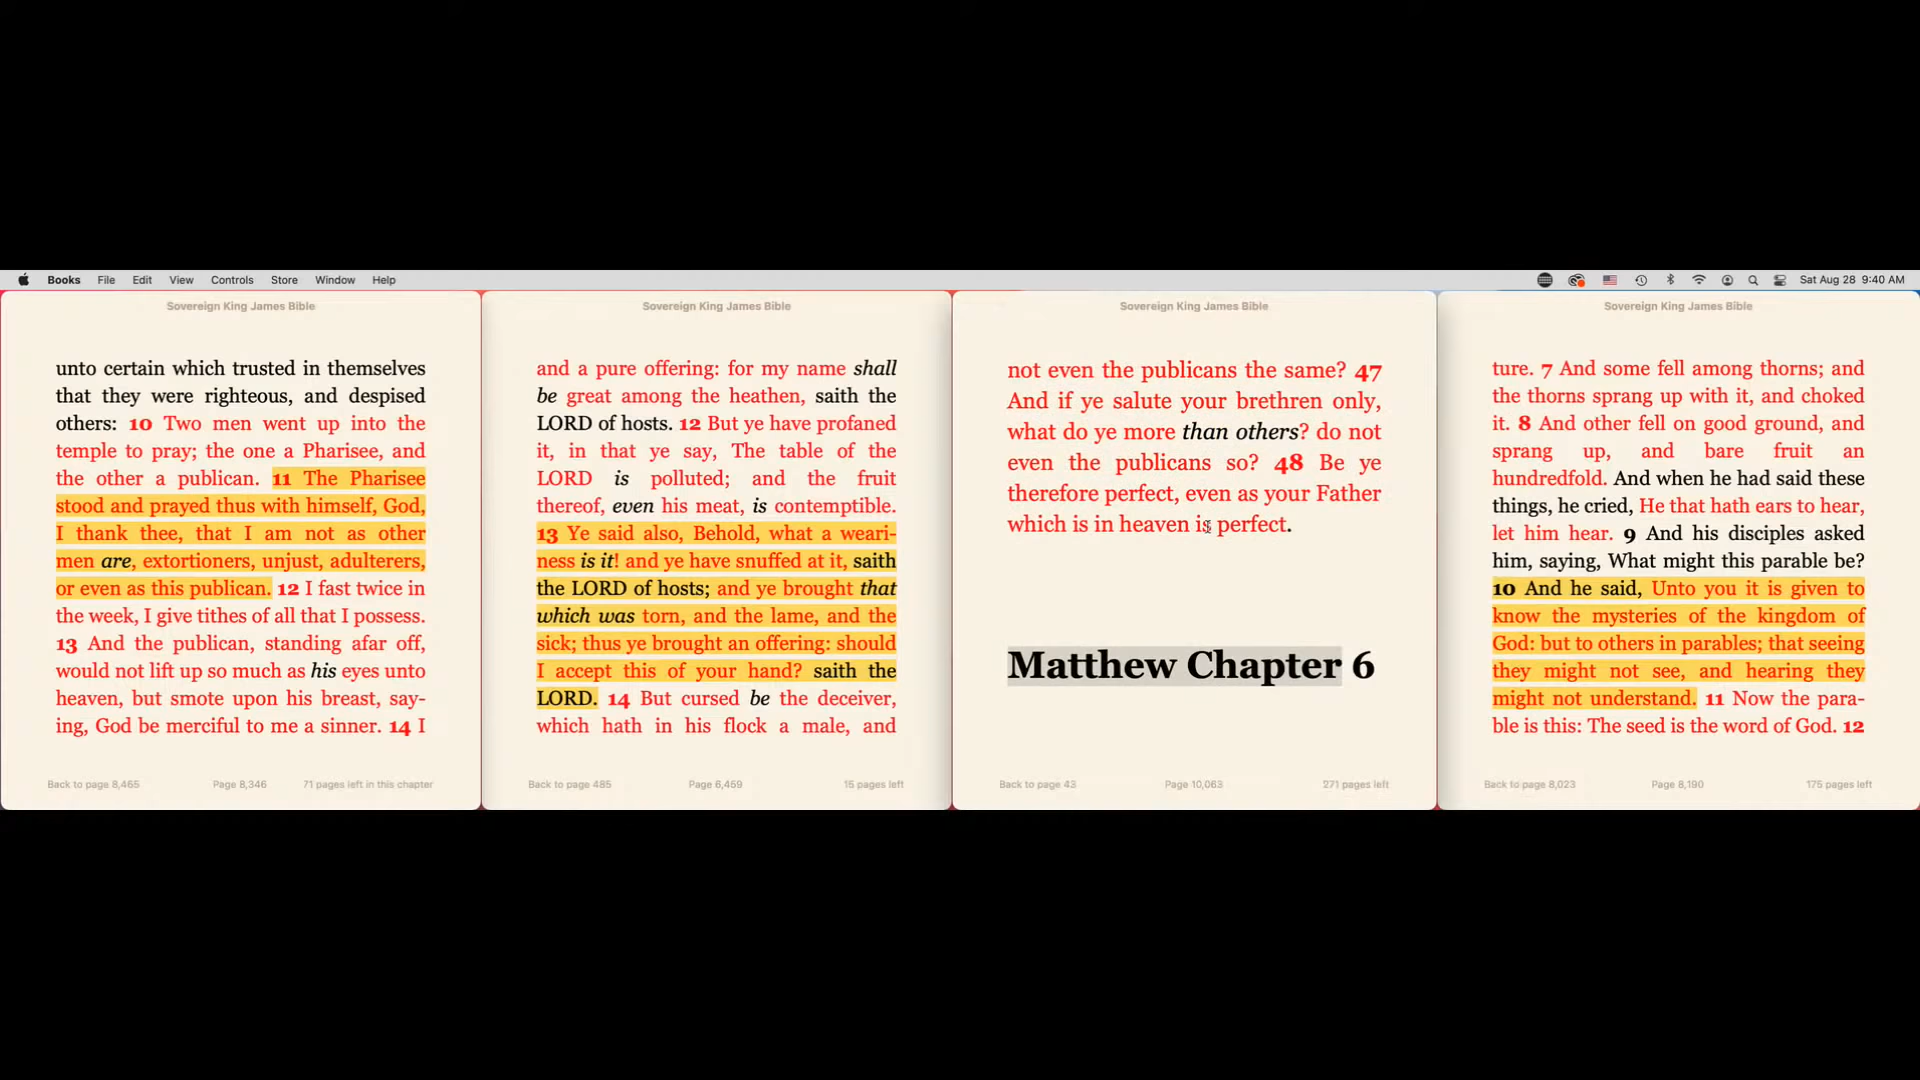 Books File Edit View Controls Store Window Help Sat Aug 28 9:40 AM
Sovereign King James Bible
unto certain which trusted in themselves
that they were righteous, and despised
others: 10 Two men went up into the
temple to pray; the one a Pharisee, and
the other a publican. 11 The Pharisee
stood and prayed thus with himself, God,
I thank thee, that I am not as other
men are, extortioners, unjust, adulterers,
or even as this publican. 12 I fast twice in
the week, I give tithes of all that I possess.
13 And the publican, standing afar off,
would not lift up so much as his eyes unto
heaven, but smote upon his breast, say-
ing, God be merciful to me a sinner. 14 I
Back to page 8,465 Page 8,346 71 pages left in this chapter
Sovereign King James Bible
and a pure offering: for my name shall
be great among the heathen, saith the
LORD of hosts. 12 But ye have profaned
it, in that ye say, The table of the
LORD is polluted; and the fruit
thereof, even his meat, is contemptible.
13 Ye said also, Behold, what a weari-
ness is it! and ye have snuffed at it, saith
the LORD of hosts; and ye brought that
which was torn, and the lame, and the
sick; thus ye brought an offering: should
I accept this of your hand? saith the
LORD. 14 But cursed be the deceiver,
which hath in his flock a male, and
Back to page 485 Page 6,459 15 pages left
Sovereign King James Bible
not even the publicans the same? 47
And if ye salute your brethren only,
what do ye more than others? do not
even the publicans so? 48 Be ye
therefore perfect, even as your Father
which is in heaven is perfect.
Matthew Chapter 6
Back to page 43 Page 10,063 271 pages left
Sovereign King James Bible
ture. 7 And some fell among thorns; and
the thorns sprang up with it, and choked
it. 8 And other fell on good ground, and
sprang up, and bare fruit an
hundredfold. And when he had said these
things, he cried, He that hath ears to hear,
let him hear. 9 And his disciples asked
him, saying, What might this parable be?
10 And he said, Unto you it is given to
know the mysteries of the kingdom of
God: but to others in parables; that seeing
they might not see, and hearing they
might not understand. 11 Now the para-
ble is this: The seed is the word of God. 12
Back to page 8,023 Page 8,190 175 pages left